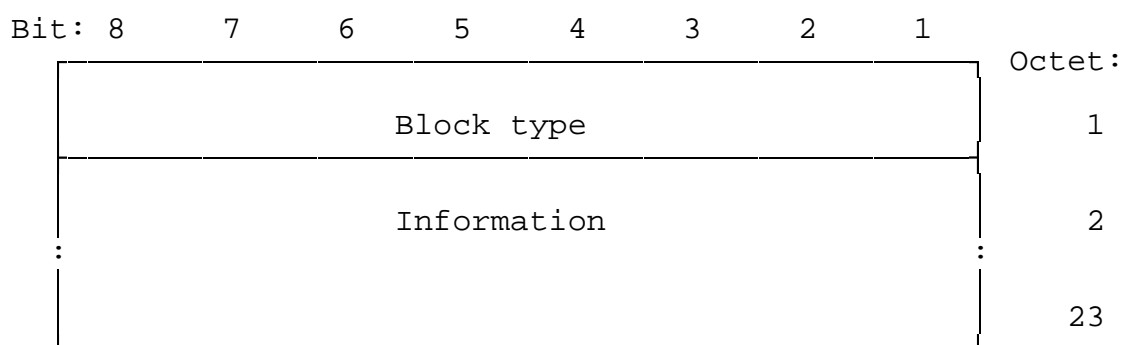 Bit: 8 7 6 5 4 3 2 1
Octet:
Block type 1
Information 2
: :
23